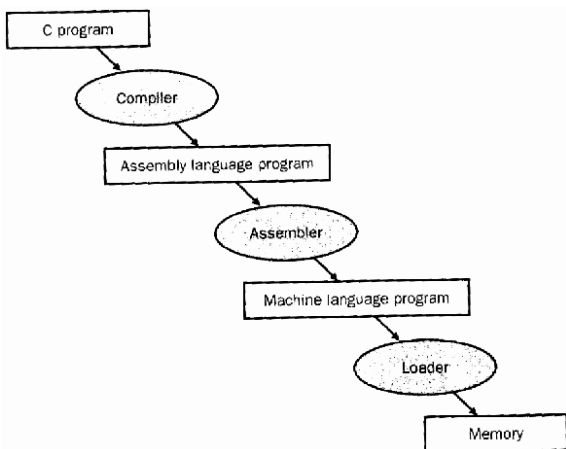 C program
Compiler
Assembly language program
Assembler
Machine language program
Loader
Memory